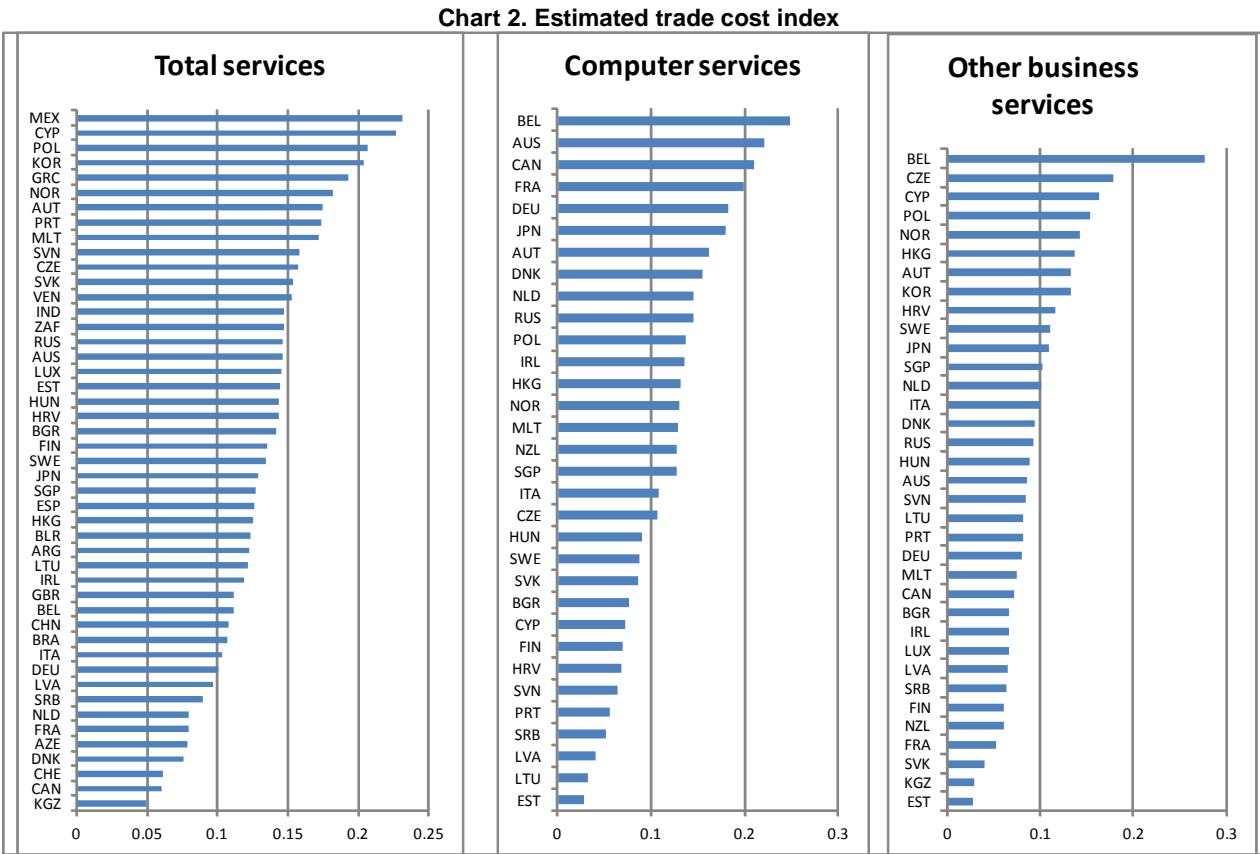 Chart 2. Estimated trade cost index
Total services
MEX
CYP
POL
KOR
GRC
NOR
AUT
PRT
MLT
SVN
CZE
SVK
VEN
IND
ZAF
RUS
AUS
LUX
EST
HUN
HRV
BGR
FIN
SWE
JPN
SGP
ESP
HKG
BLR
ARG
LTU
IRL
GBR
BEL
CHN
BRA
ITA
DEU
LVA
SRB
NLD
FRA
AZE
DNK
CHE
CAN
KGZ
0 0.05 0.1 0.15 0.2 0.25
Computer services
BEL
AUS
CAN
FRA
DEU
JPN
AUT
DNK
NLD
RUS
POL
IRL
HKG
NOR
MLT
NZL
SGP
ITA
CZE
HUN
SWE
SVK
BGR
CYP
FIN
HRV
SVN
PRT
SRB
LVA
LTU
EST
0 0.1 0.2 0.3
Other business
services
BEL
CZE
CYP
POL
NOR
HKG
AUT
KOR
HRV
SWE
JPN
SGP
NLD
ITA
DNK
RUS
HUN
AUS
SVN
LTU
PRT
DEU
MLT
CAN
BGR
IRL
LUX
LVA
SRB
FIN
NZL
FRA
SVK
KGZ
EST
0 0.1 0.2 0.3